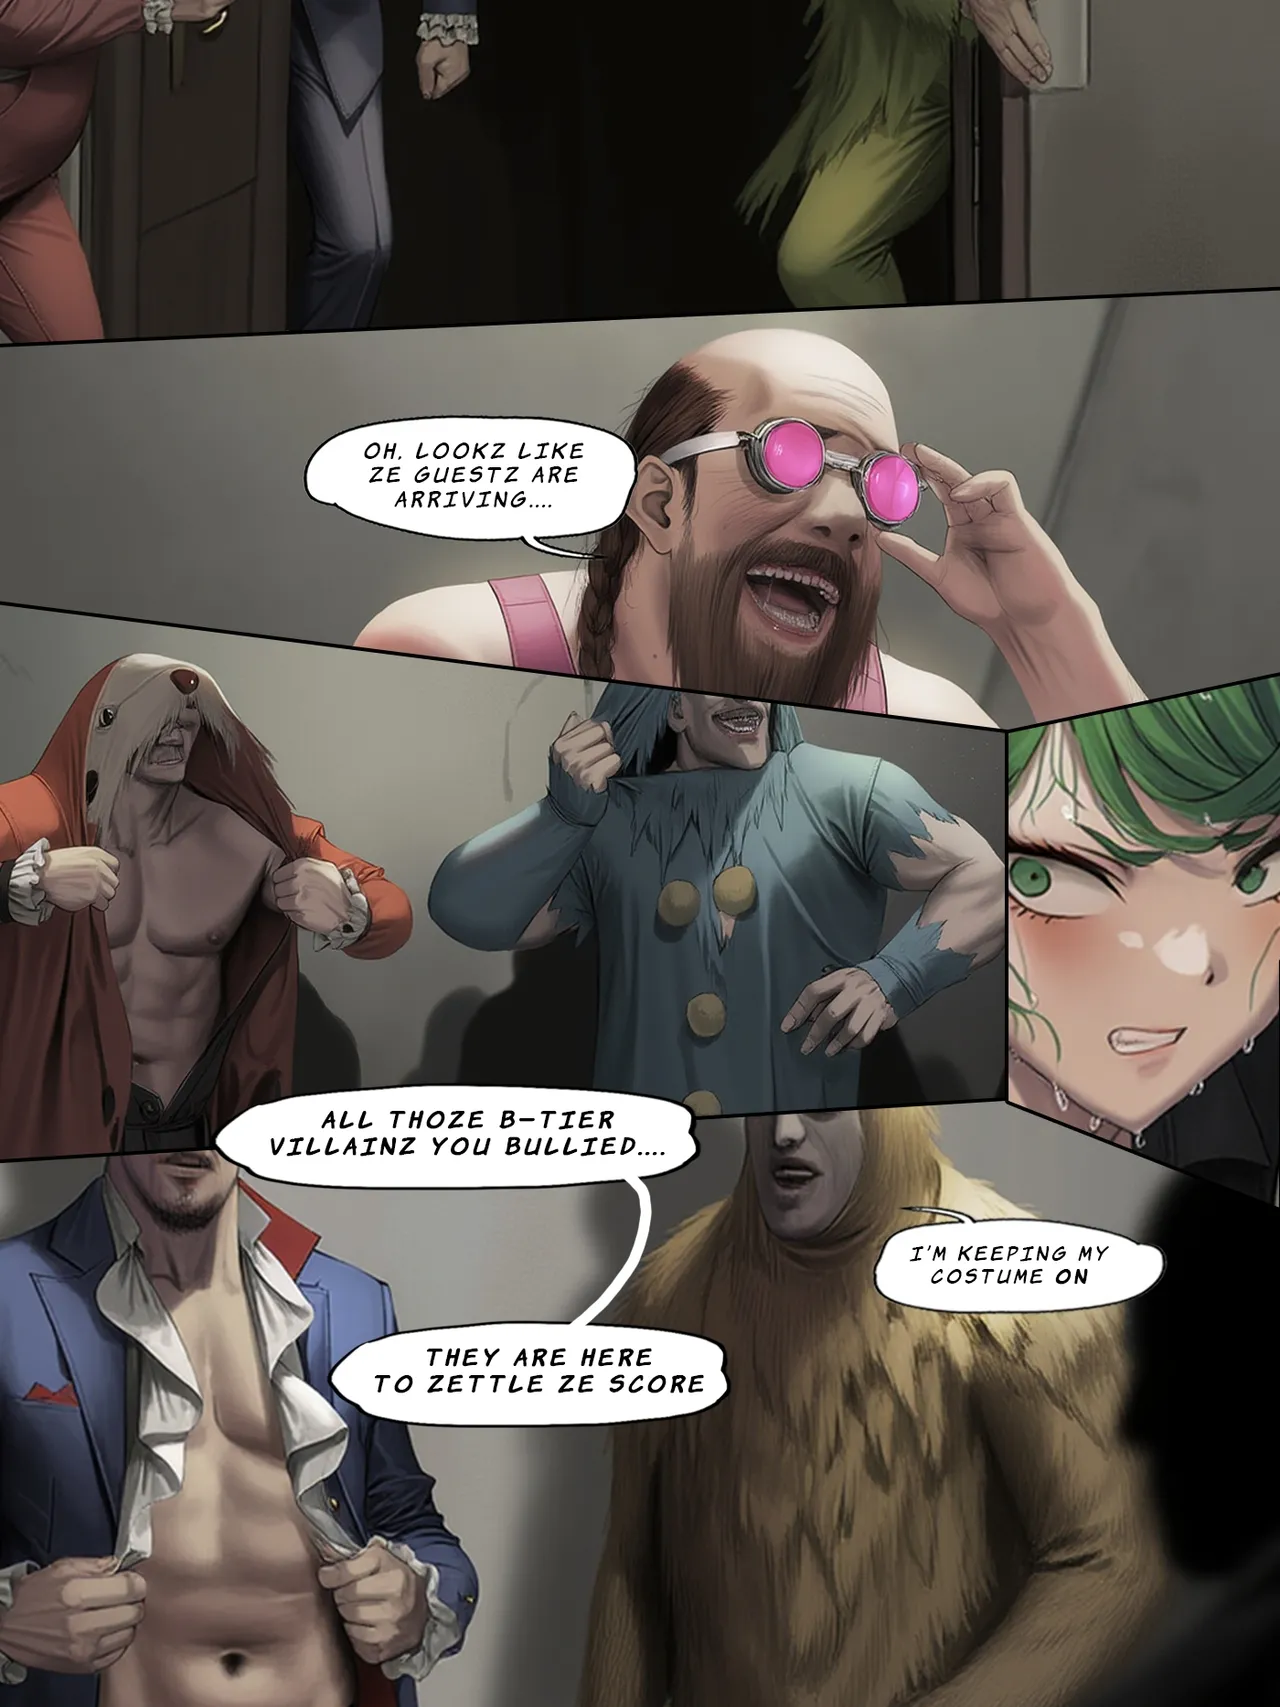 OH, LOOKZ LIKE
ZE GUESTZ ARE
ARRIVING....
ALL THOZE B-TIER
VILLAINZ YOU BULLIED....
I'M KEEPING MY
COSTUME ON
THEY ARE HERE
TO ZETTLE ZE SCORE